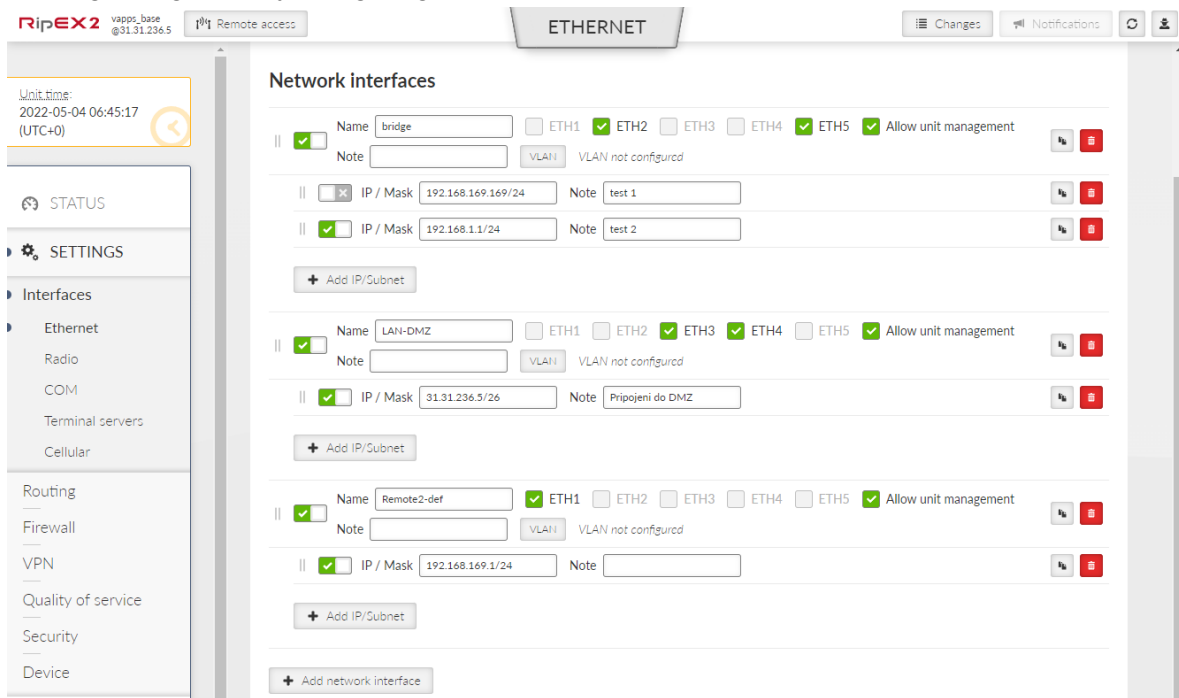 RipEX2 vapps_base @31.31.236.5 Remote access ETHERNET Changes Notifications
Unit time:
2022-05-04 06:45:17
(UTC+0)
STATUS
SETTINGS
Interfaces
Ethernet
Radio
COM
Terminal servers
Cellular
Routing
Firewall
VPN
Quality of service
Security
Device
Network interfaces
Name bridge ETH1 ETH2 ETH3 ETH4 ETH5 Allow unit management
Note VLAN VLAN not configured
IP / Mask 192.168.169.169/24 Note test 1
IP / Mask 192.168.1.1/24 Note test 2
+ Add IP/Subnet
Name LAN-DMZ ETH1 ETH2 ETH3 ETH4 ETH5 Allow unit management
Note VLAN VLAN not configured
IP / Mask 31.31.236.5/26 Note Pripojeni do DMZ
+ Add IP/Subnet
Name Remote2-def ETH1 ETH2 ETH3 ETH4 ETH5 Allow unit management
Note VLAN VLAN not configured
IP / Mask 192.168.169.1/24 Note
+ Add IP/Subnet
+ Add network interface